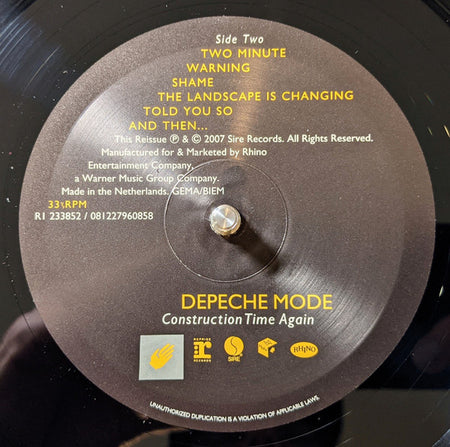 Side Two
TWO MINUTE
WARNING
SHAME
THE LANDSCAPE IS CHANGING
TOLD YOU SO
AND THEN...
This Reissue ℗ & © 2007 Sire Records. All Rights Reserved.
Manufactured for & Marketed by Rhino
Entertainment Company,
a Warner Music Group Company.
Made in the Netherlands. GEMA/BIEM
33⅓RPM
R1 233852 / 081227960858
DEPECHE MODE
Construction Time Again
REPRISE
RECORDS
SIRE
RHINO
UNAUTHORIZED DUPLICATION IS A VIOLATION OF APPLICABLE LAWS.